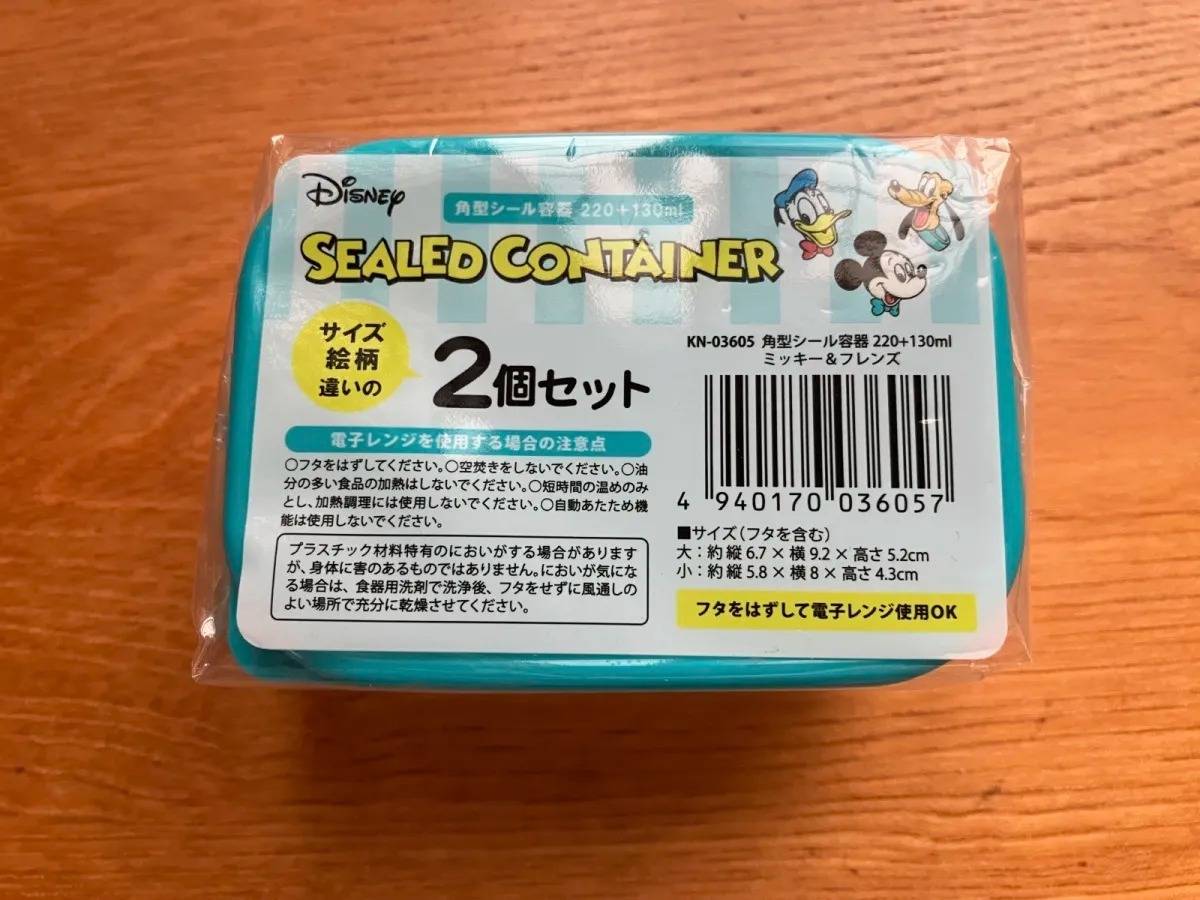 Disney
角型シール容器 220+130ml
SEALED CONTAINER
サイズ
絵柄
違いの
2個セット
電子レンジを使用する場合の注意点
○フタをはずしてください。○空焚きをしないでください。○油
分の多い食品の加熱はしないでください。○短時間の温めのみ
とし、加熱調理には使用しないでください。○自動あたため機
能は使用しないでください。
プラスチック材料特有のにおいがする場合があります
が、身体に害のあるものではありません。においが気にな
る場合は、食器用洗剤で洗浄後、フタをせずに風通しの
よい場所で充分に乾燥させてください。
KN-03605 角型シール容器 220+130ml
ミッキー&フレンズ
4 940170 036057
■サイズ(フタを含む)
大:約 縦 6.7 × 横 9.2 × 高さ 5.2cm
小:約 縦 5.8 × 横 8 × 高さ 4.3cm
フタをはずして電子レンジ使用OK